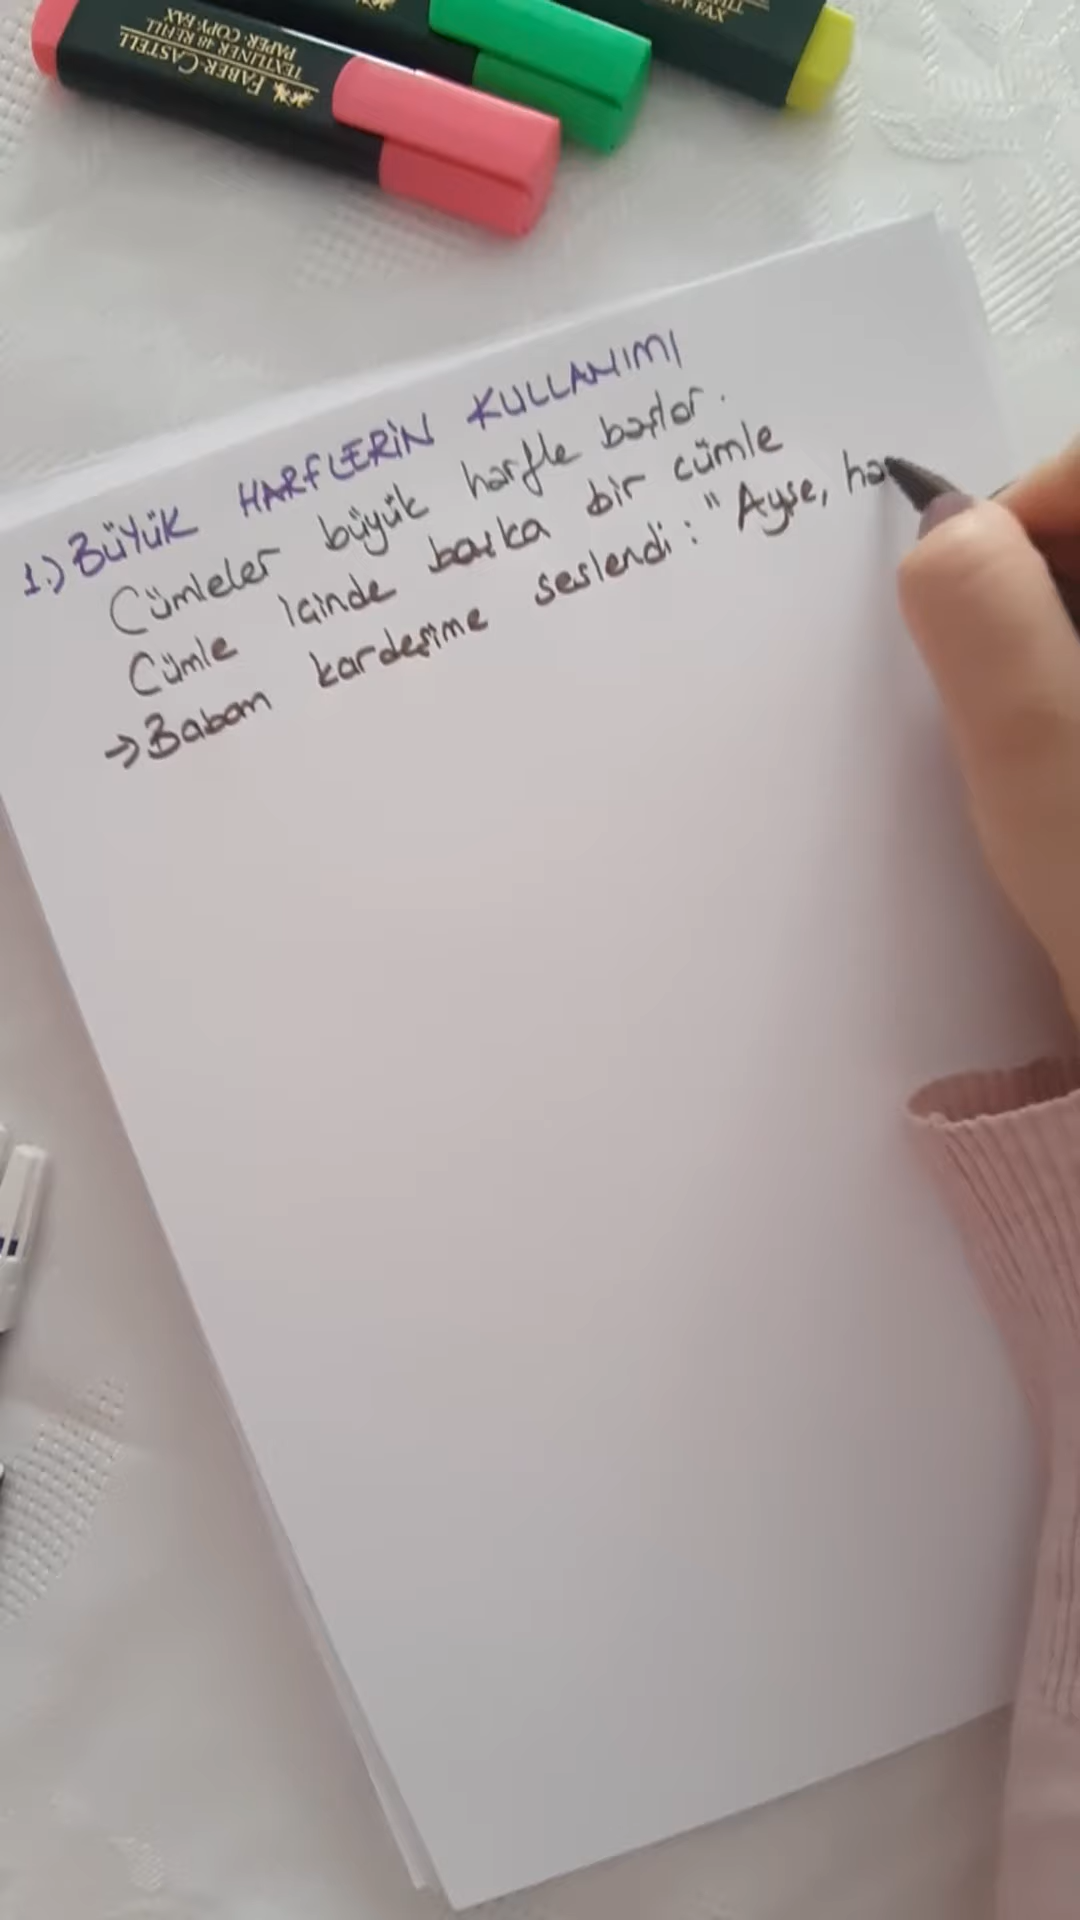 FABER-CASTELL
TEXTLINER 48 REFILL
PAPER·COPY·FAX
1.) BÜYÜK HARFLERİN KULLANIMI
Cümleler büyük harfle başlar.
Cümle içinde başka bir cümle
→ Babam kardeşime seslendi: "Ayşe, ha